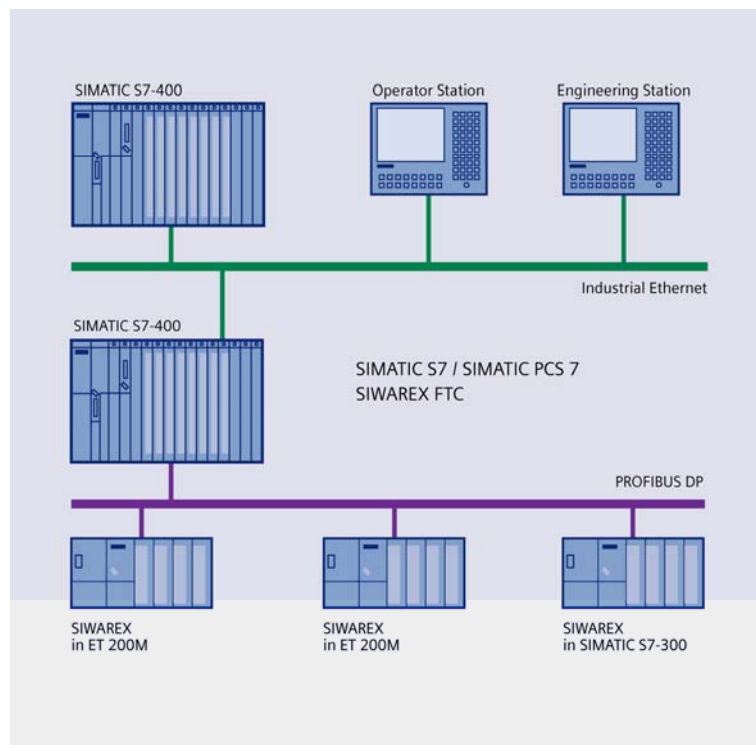 SIMATIC S7-400
Operator Station
Engineering Station
Industrial Ethernet
SIMATIC S7-400
SIMATIC S7 / SIMATIC PCS 7
SIWAREX FTC
PROFIBUS DP
SIWAREX
in ET 200M
SIWAREX
in ET 200M
SIWAREX
in SIMATIC S7-300